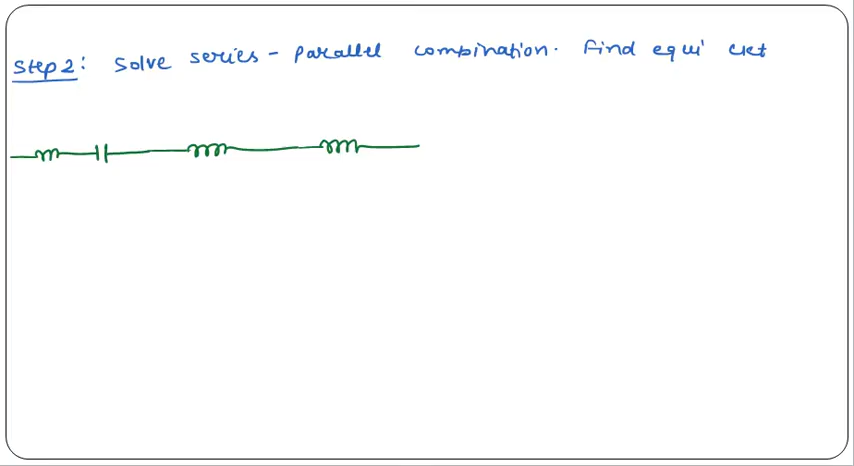 Step 2: Solve series - parallel combination. Find equi' ckt